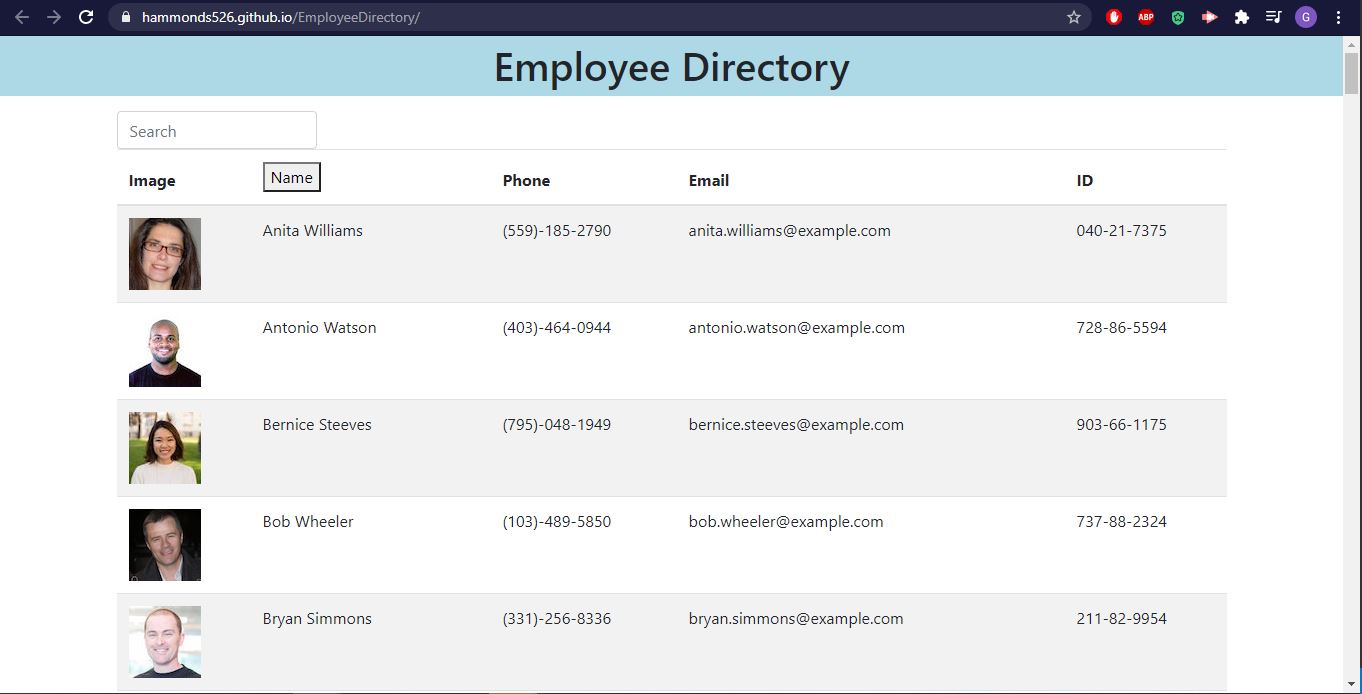 hammonds526.github.io/EmployeeDirectory/
ABP
G
Employee Directory
Search
Image Name Phone Email ID
Anita Williams (559)-185-2790 anita.williams@example.com 040-21-7375
Antonio Watson (403)-464-0944 antonio.watson@example.com 728-86-5594
Bernice Steeves (795)-048-1949 bernice.steeves@example.com 903-66-1175
Bob Wheeler (103)-489-5850 bob.wheeler@example.com 737-88-2324
Bryan Simmons (331)-256-8336 bryan.simmons@example.com 211-82-9954